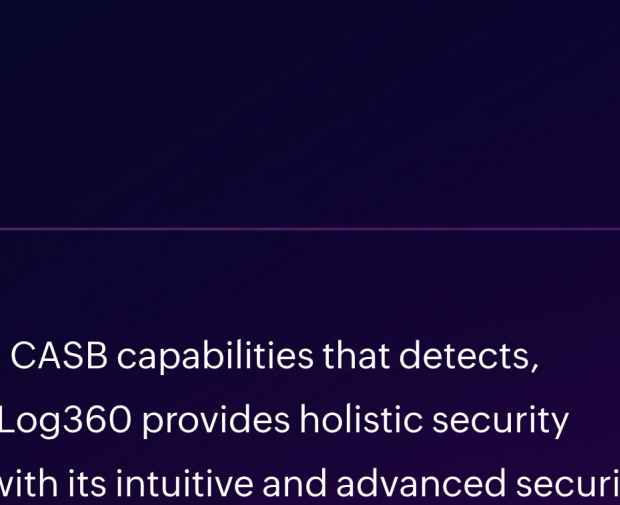 CASB capabilities that detects,
Log360 provides holistic security
with its intuitive and advanced securi